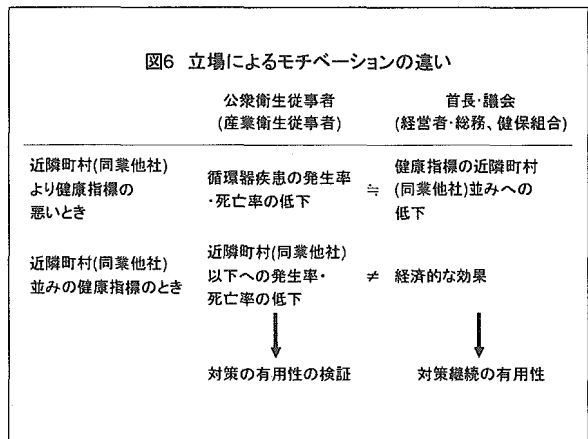 図6 立場によるモチベーションの違い
公衆衛生従事者
(産業衛生従事者)
首長・議会
(経営者・総務、健保組合)
近隣町村(同業他社)
より健康指標の
悪いとき
循環器疾患の発生率
・死亡率の低下
≒
健康指標の近隣町村
(同業他社)並みへの
低下
近隣町村(同業他社)
並みの健康指標のとき
近隣町村(同業他社)
以下への発生率・
死亡率の低下
≠
経済的な効果
対策の有用性の検証
対策継続の有用性